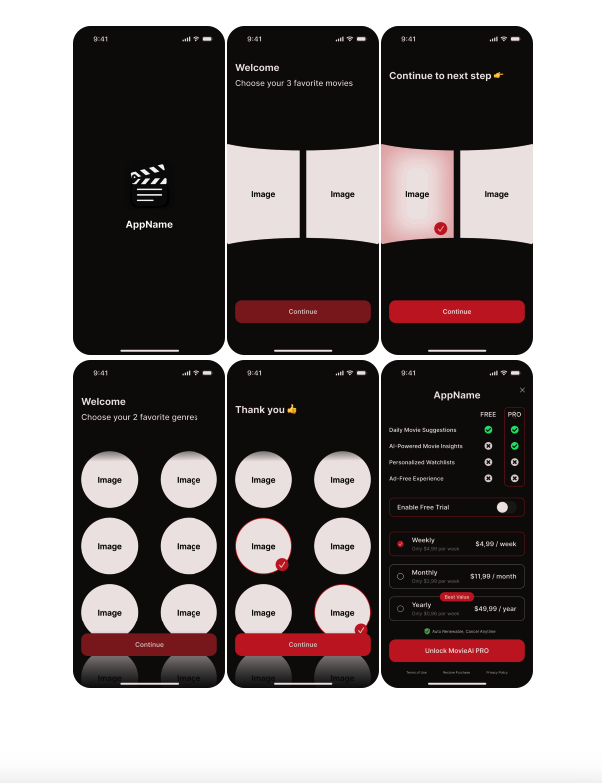 9:41
AppName
9:41
Welcome
Choose your 3 favorite movies
Image
Image
Continue
9:41
Continue to next step 👉
Image
Image
Continue
9:41
Welcome
Choose your 2 favorite genres
Image
Image
Image
Image
Image
Image
Continue
Image
Image
9:41
Thank you 👍
Image
Image
Image
Image
Image
Image
Continue
Image
Image
9:41
AppName
FREE PRO
Daily Movie Suggestions
AI-Powered Movie Insights
Personalized Watchlists
Ad-Free Experience
Enable Free Trial
Weekly
Only $4,99 per week
$4,99 / week
Monthly
Only $2,99 per week
$11,99 / month
Best Value
Yearly
Only $0,96 per week
$49,99 / year
Auto Renewable, Cancel Anytime
Unlock MovieAI PRO
Terms of Use Restore Purchase Privacy Policy